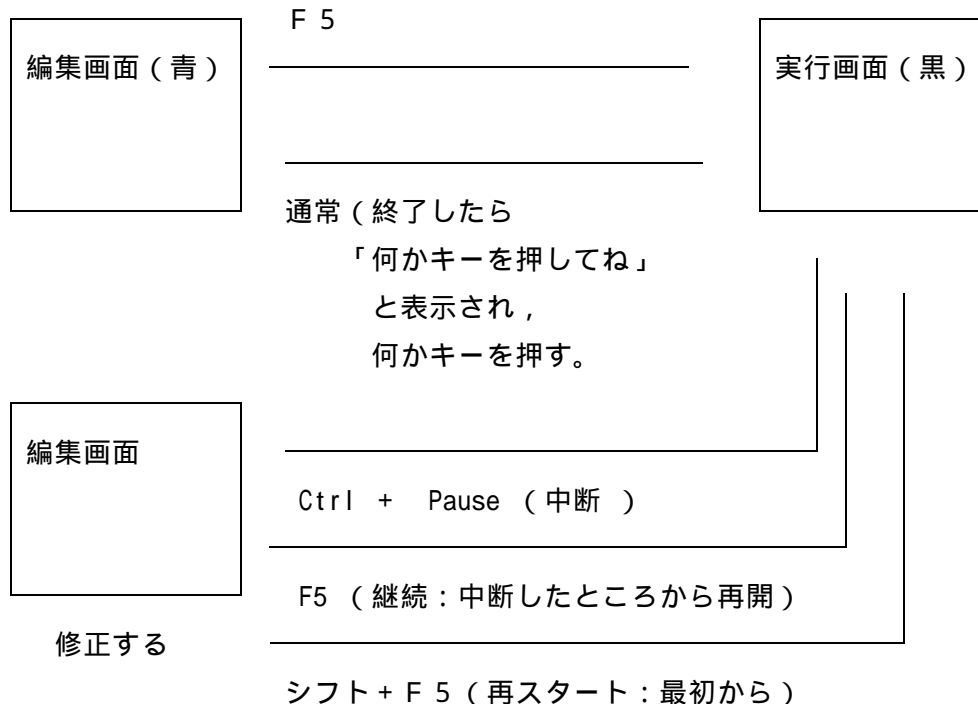 Ｆ５
編集画面（青）
実行画面（黒）
通常（終了したら
「何かキーを押してね」
と表示され，
何かキーを押す。
編集画面
Ctrl + Pause （中断 ）
F5 （継続：中断したところから再開）
修正する
シフト＋Ｆ５（再スタート：最初から）